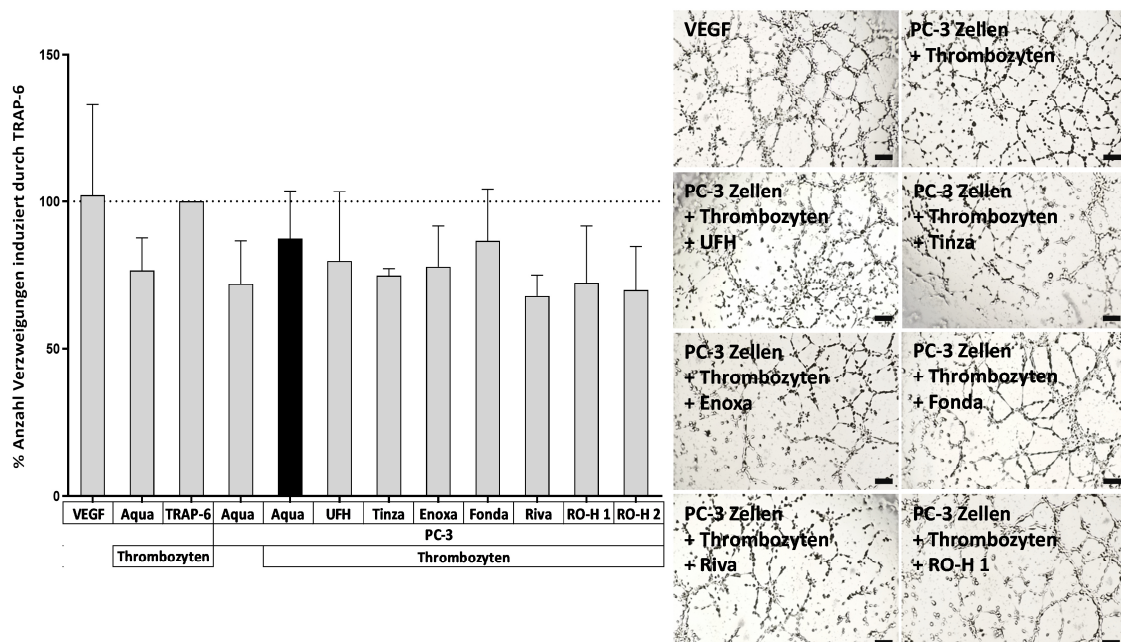 % Anzahl Verzweigungen induziert durch TRAP-6
150
100
50
0
VEGF Aqua TRAP-6 Aqua Aqua UFH Tinza Enoxa Fonda Riva RO-H 1 RO-H 2
PC-3
Thrombozyten Thrombozyten
VEGF
PC-3 Zellen
+ Thrombozyten
PC-3 Zellen
+ Thrombozyten
+ UFH
PC-3 Zellen
+ Thrombozyten
+ Tinza
PC-3 Zellen
+ Thrombozyten
+ Enoxa
PC-3 Zellen
+ Thrombozyten
+ Fonda
PC-3 Zellen
+ Thrombozyten
+ Riva
PC-3 Zellen
+ Thrombozyten
+ RO-H 1